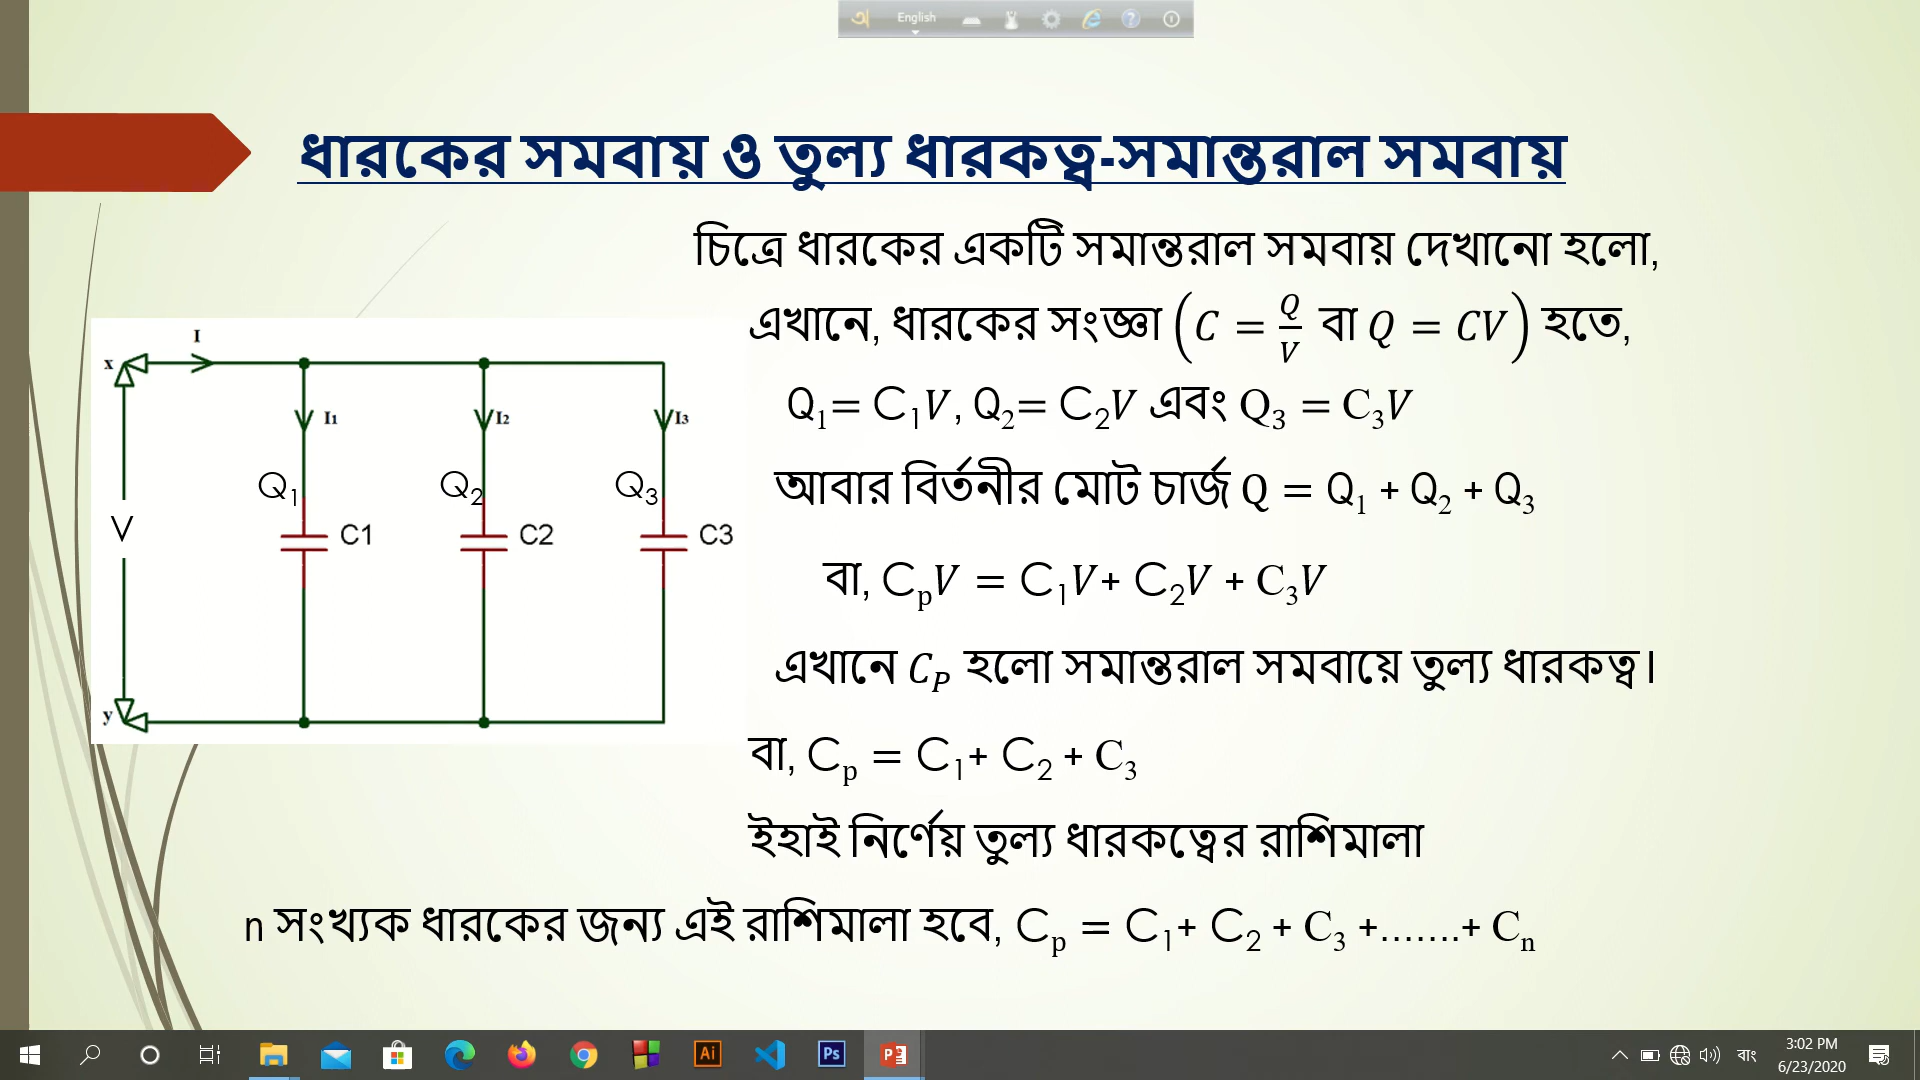 English
ধারকের সমবায় ও তুল্য ধারকত্ব-সমান্তরাল সমবায়
চিত্রে ধারকের একটি সমান্তরাল সমবায় দেখানো হলো,
এখানে, ধারকের সংজ্ঞা (C = Q/V বা Q = CV) হতে,
Q₁= C₁V, Q₂= C₂V এবং Q₃ = C₃V
আবার বির্তনীর মোট চার্জ Q = Q₁ + Q₂ + Q₃
বা, CₚV = C₁V+ C₂V + C₃V
এখানে C_P হলো সমান্তরাল সমবায়ে তুল্য ধারকত্ব।
বা, Cₚ = C₁+ C₂ + C₃
ইহাই নির্ণেয় তুল্য ধারকত্বের রাশিমালা
n সংখ্যক ধারকের জন্য এই রাশিমালা হবে, Cₚ = C₁+ C₂ + C₃ +.......+ Cₙ
I
x
I1 I2 I3
Q₁ Q₂ Q₃
V C1 C2 C3
y
Ai Ps P
বাং
3:02 PM
6/23/2020